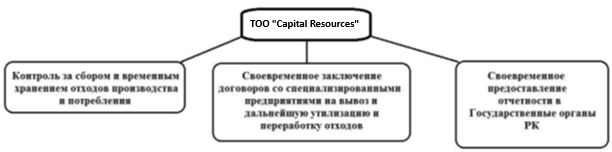 ТОО "Capital Resources"
Контроль за сбором и временным
хранением отходов производства
и потребления
Своевременное заключение
договоров со специализированными
предприятиями на вывоз и
дальнейшую утилизацию и
переработку отходов
Своевременное
предоставление
отчетности в
Государственные органы
РК